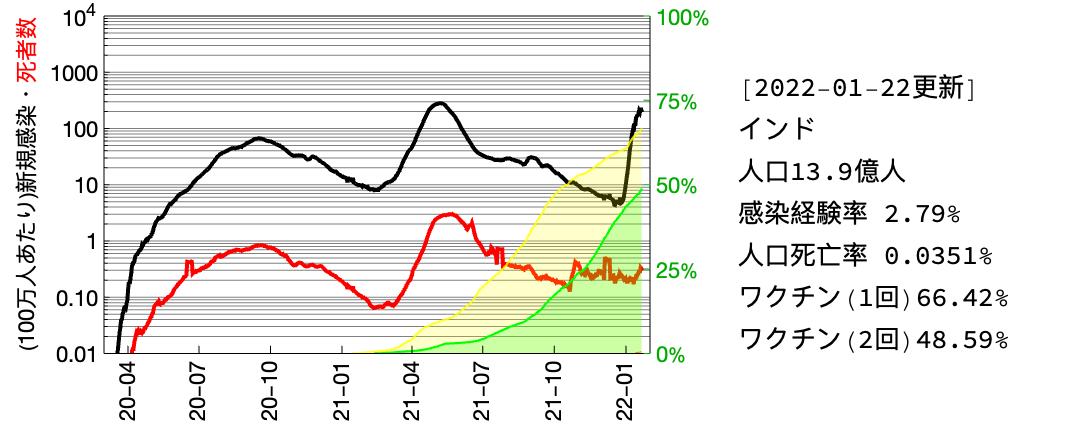 (100万人あたり)新規感染・死者数
10^4
1000
100
10
1
0.10
0.01
100%
75%
50%
25%
0%
20-04
20-07
20-10
21-01
21-04
21-07
21-10
22-01
[2022-01-22更新]
インド
人口13.9億人
感染経験率 2.79%
人口死亡率 0.0351%
ワクチン(1回)66.42%
ワクチン(2回)48.59%